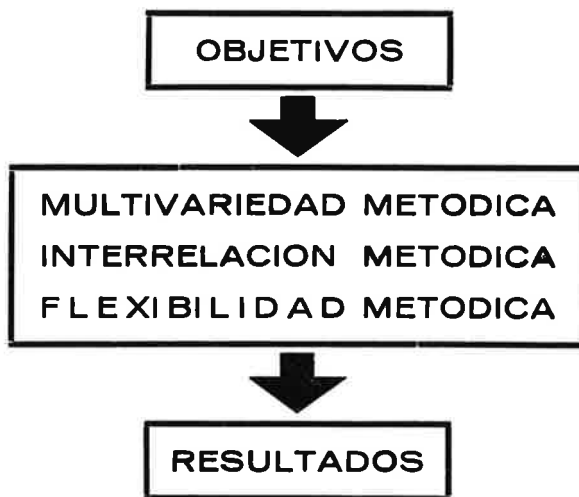 OBJETIVOS
MULTIVARIEDAD METODICA
INTERRELACION METODICA
FLEXIBILIDAD METODICA
RESULTADOS